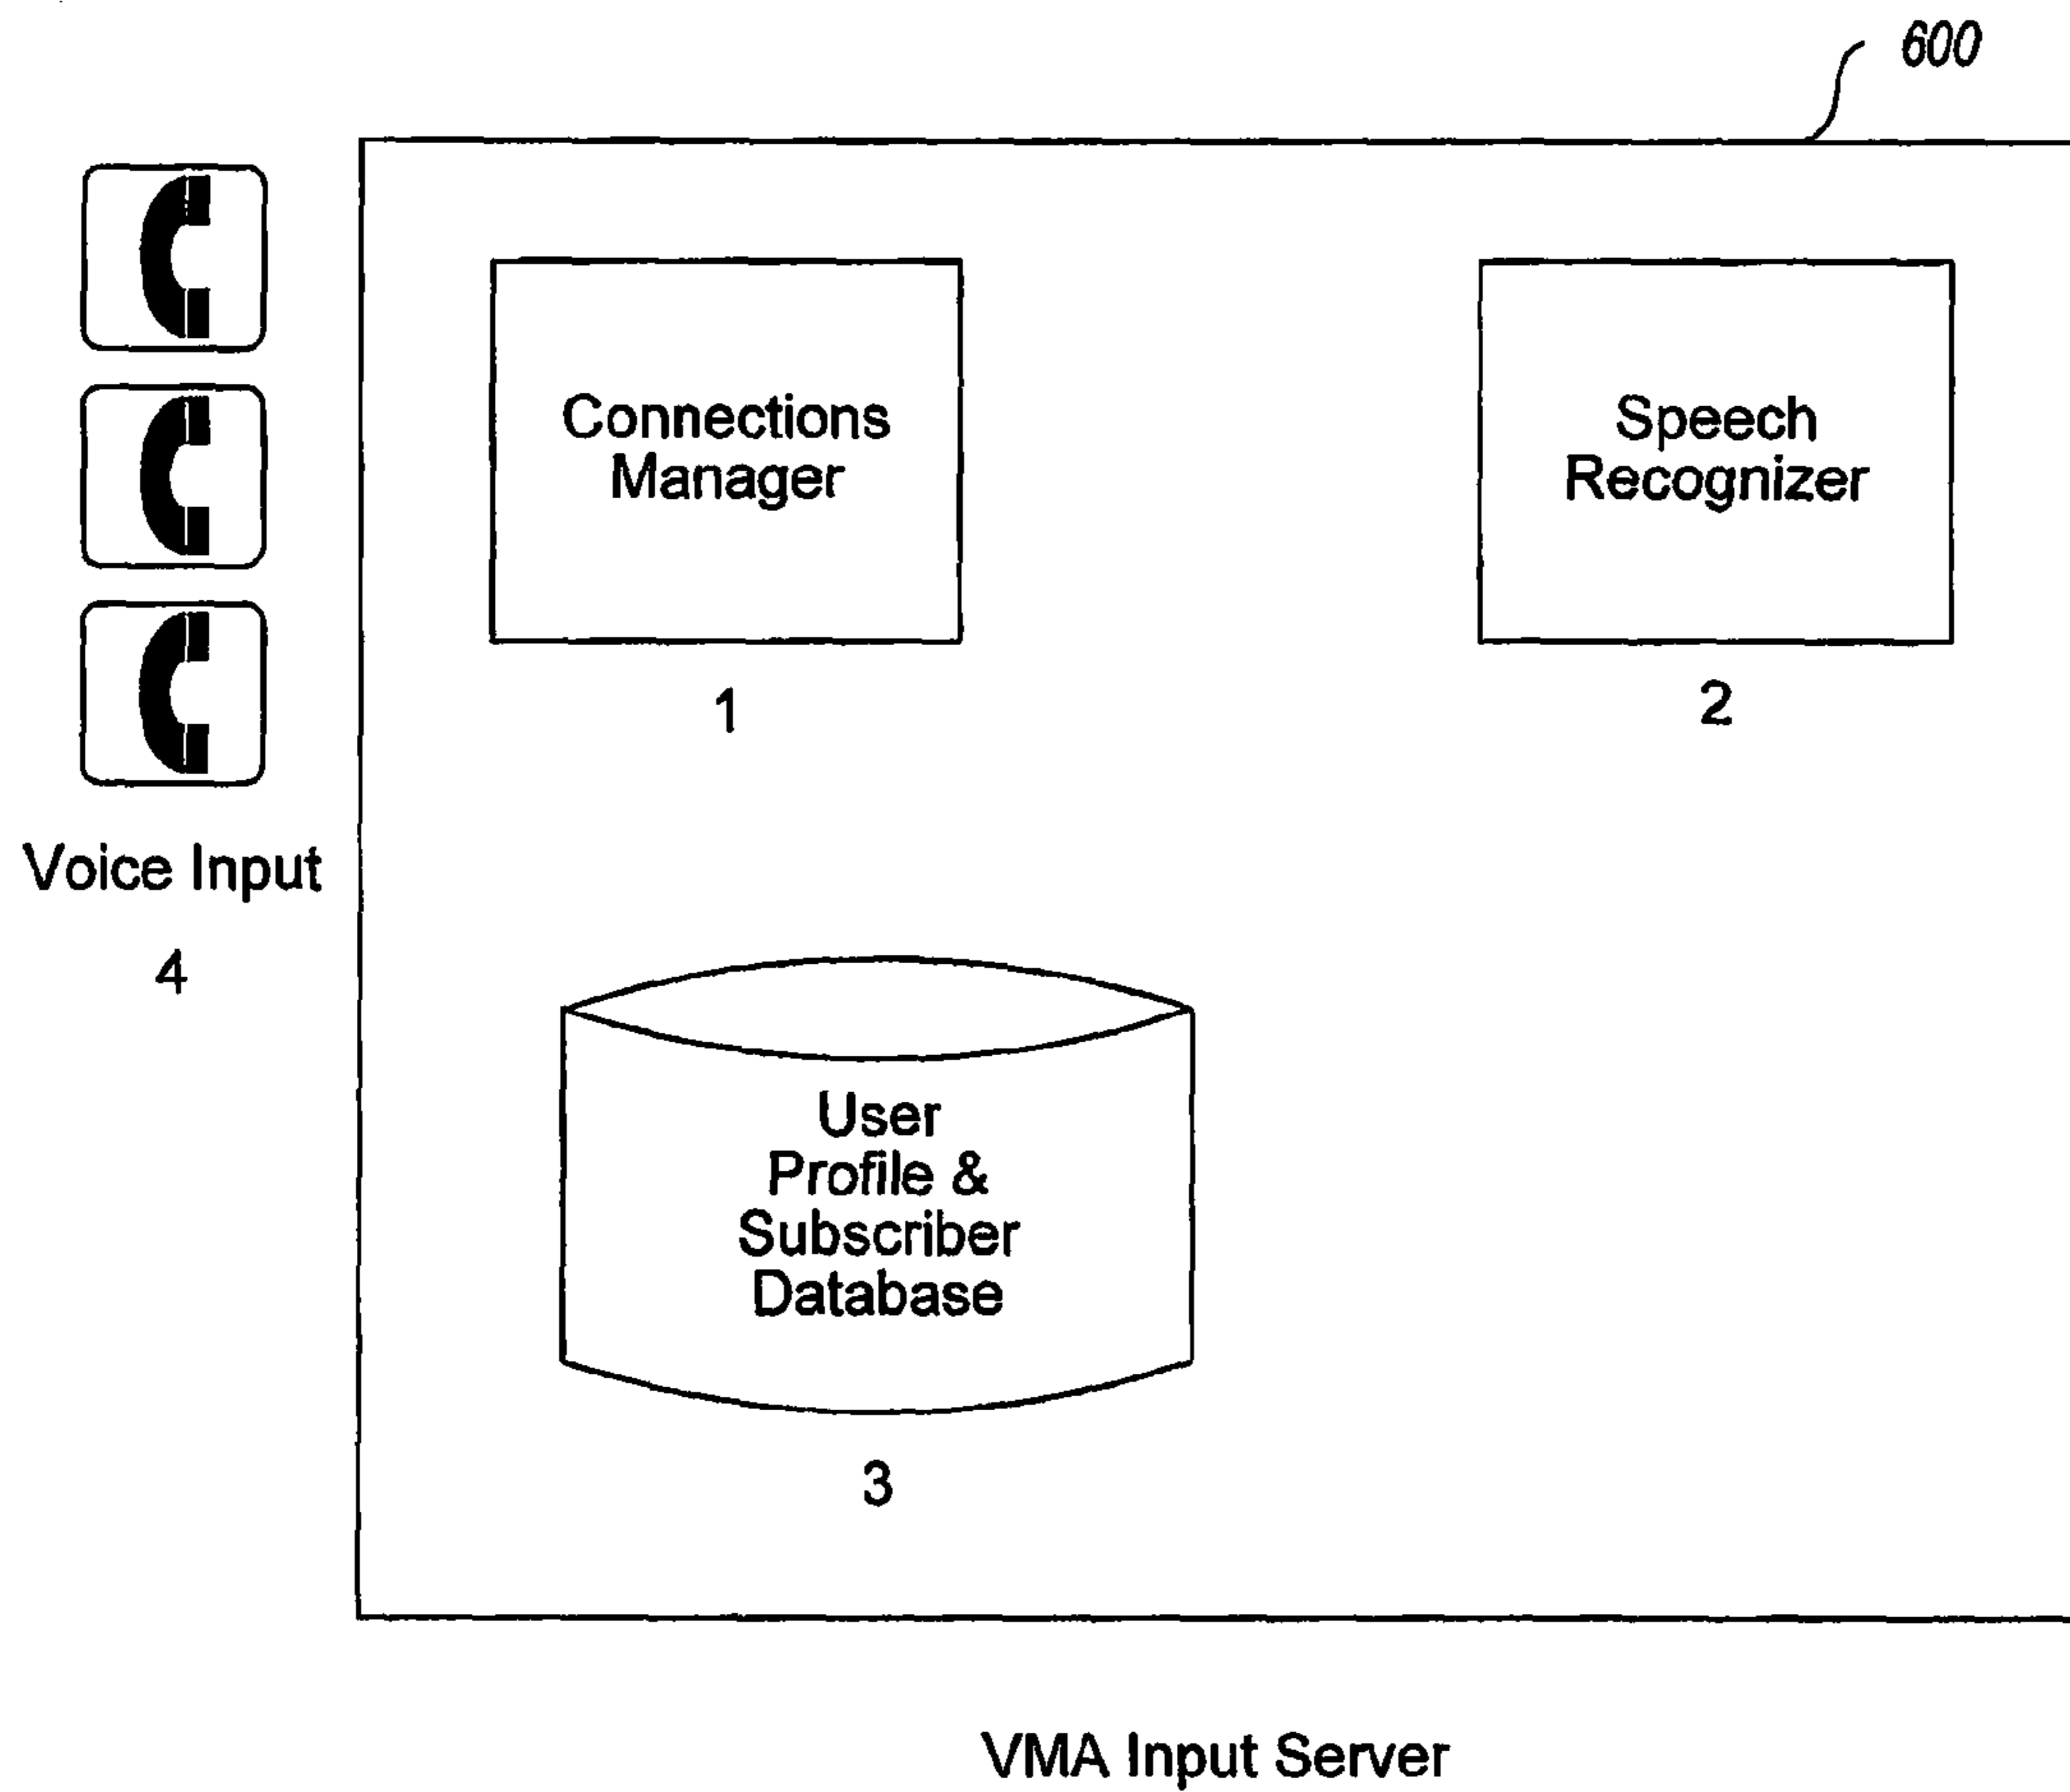 600
Connections
Manager
1
Speech
Recognizer
2
Voice Input
4
User
Profile &
Subscriber
Database
3
VMA Input Server